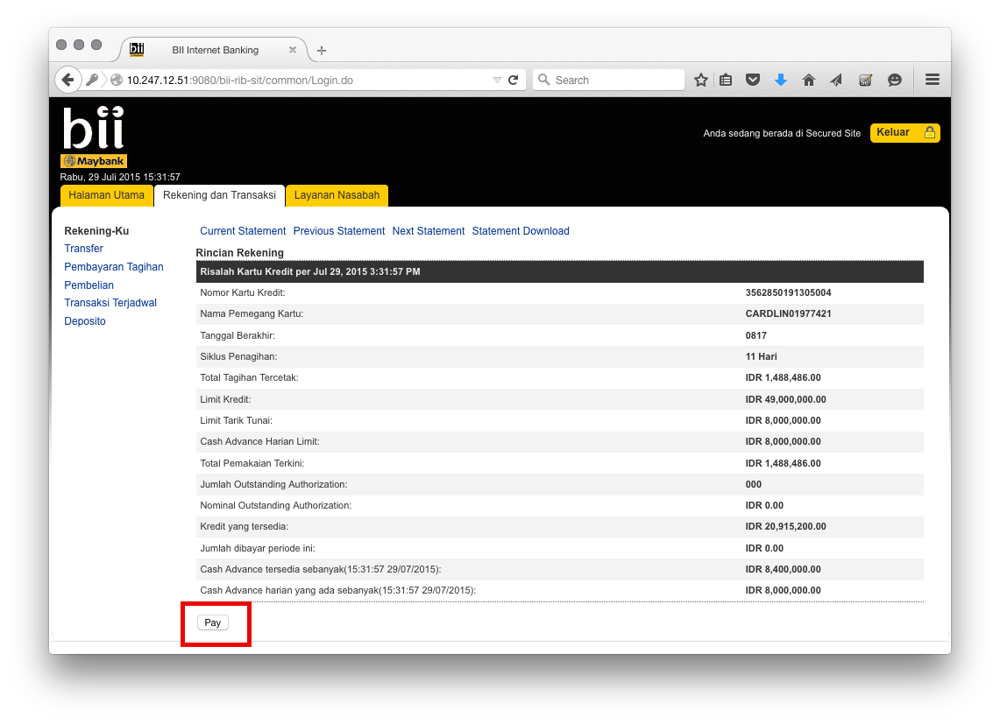 BII Internet Banking
10.247.12.51:9080/bii-rib-sit/common/Login.do
Search
bii
Maybank
Anda sedang berada di Secured Site
Keluar
Rabu, 29 Juli 2015 15:31:57
Halaman Utama Rekening dan Transaksi Layanan Nasabah
Rekening-Ku
Transfer
Pembayaran Tagihan
Pembelian
Transaksi Terjadwal
Deposito
Current Statement Previous Statement Next Statement Statement Download
Rincian Rekening
Risalah Kartu Kredit per Jul 29, 2015 3:31:57 PM
Nomor Kartu Kredit: 3562850191305004
Nama Pemegang Kartu: CARDLIN01977421
Tanggal Berakhir: 0817
Siklus Penagihan: 11 Hari
Total Tagihan Tercetak: IDR 1,488,486.00
Limit Kredit: IDR 49,000,000.00
Limit Tarik Tunai: IDR 8,000,000.00
Cash Advance Harian Limit: IDR 8,000,000.00
Total Pemakaian Terkini: IDR 1,488,486.00
Jumlah Outstanding Authorization: 000
Nominal Outstanding Authorization: IDR 0.00
Kredit yang tersedia: IDR 20,915,200.00
Jumlah dibayar periode ini: IDR 0.00
Cash Advance tersedia sebanyak(15:31:57 29/07/2015): IDR 8,400,000.00
Cash Advance harian yang ada sebanyak(15:31:57 29/07/2015): IDR 8,000,000.00
Pay